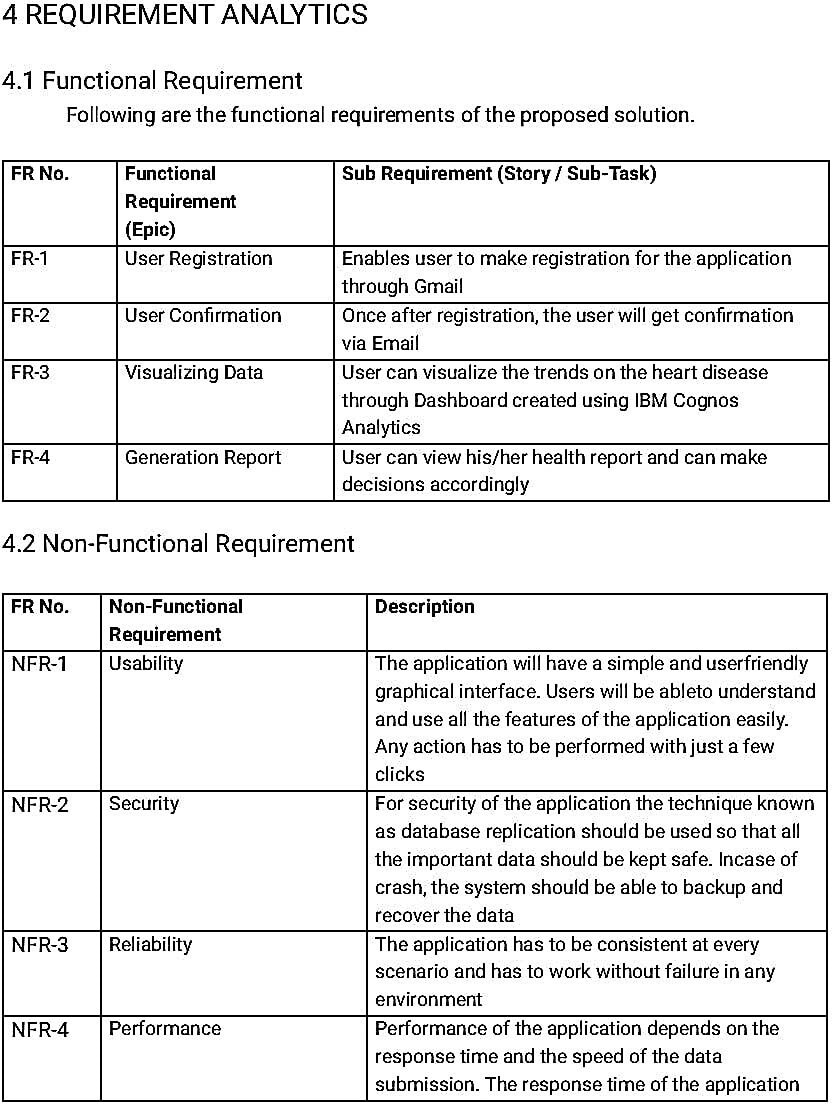 4 REQUIREMENT ANALYTICS
4.1 Functional Requirement
Following are the functional requirements of the proposed solution.
FR No.
Functional
Requirement
(Epic)
Sub Requirement (Story / Sub-Task)
FR-1
User Registration
Enables user to make registration for the application
through Gmail
FR-2
User Confirmation
Once after registration, the user will get confirmation
via Email
FR-3
Visualizing Data
User can visualize the trends on the heart disease
through Dashboard created using IBM Cognos
Analytics
FR-4
Generation Report
User can view his/her health report and can make
decisions accordingly
4.2 Non-Functional Requirement
FR No.
Non-Functional
Requirement
Description
NFR-1
Usability
The application will have a simple and userfriendly
graphical interface. Users will be ableto understand
and use all the features of the application easily.
Any action has to be performed with just a few
clicks
NFR-2
Security
For security of the application the technique known
as database replication should be used so that all
the important data should be kept safe. Incase of
crash, the system should be able to backup and
recover the data
NFR-3
Reliability
The application has to be consistent at every
scenario and has to work without failure in any
environment
NFR-4
Performance
Performance of the application depends on the
response time and the speed of the data
submission. The response time of the application